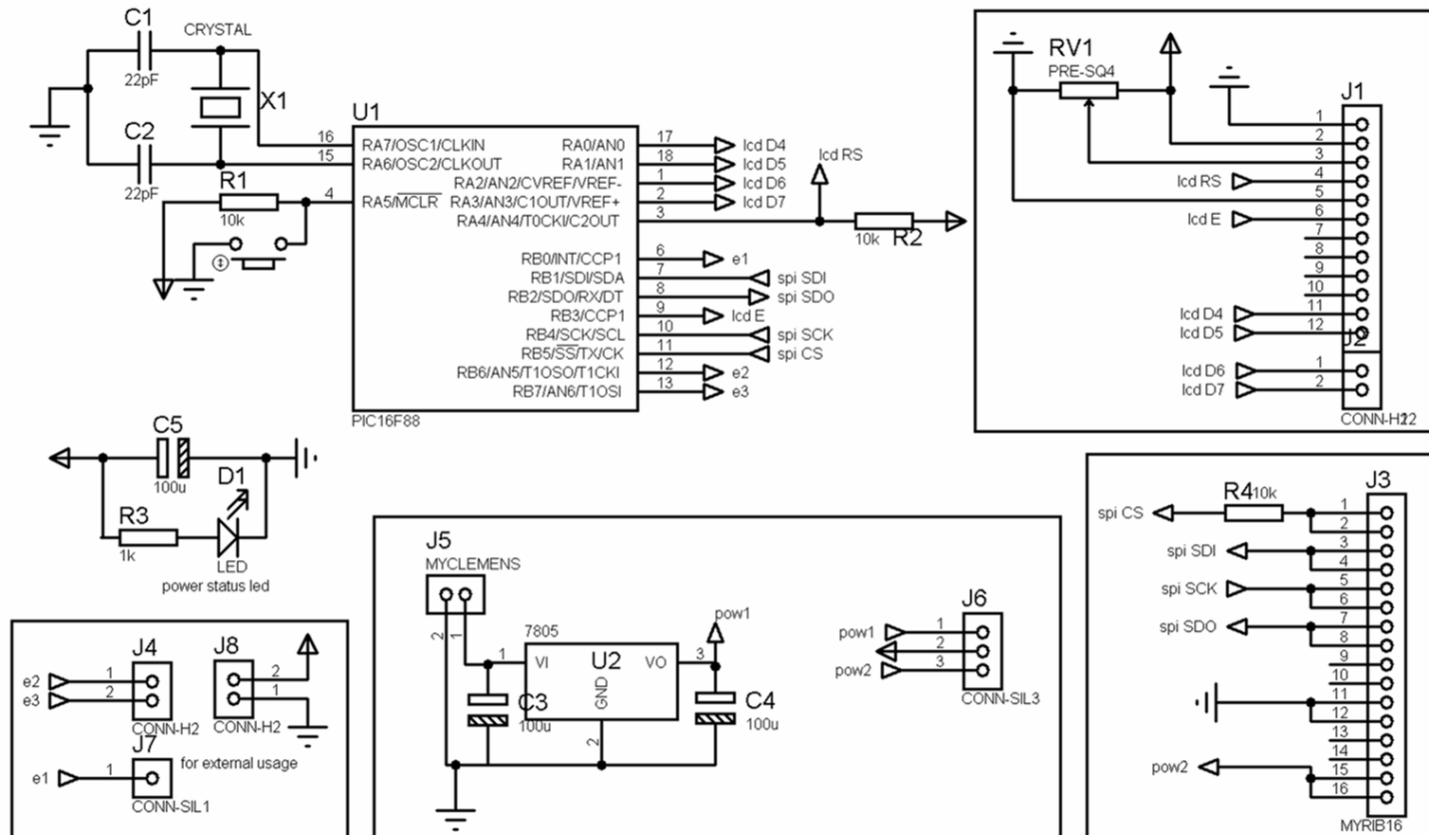 C1
CRYSTAL
22pF
X1
C2
22pF
R1
10k
U1
16 RA7/OSC1/CLKIN
15 RA6/OSC2/CLKOUT
4 RA5/MCLR
RA0/AN0 17 lcd D4
RA1/AN1 18 lcd D5
RA2/AN2/CVREF/VREF- 1 lcd D6
RA3/AN3/C1OUT/VREF+ 2 lcd D7
RA4/AN4/T0CKI/C2OUT 3
lcd RS
10k R2
RB0/INT/CCP1 6 e1
RB1/SDI/SDA 7 spi SDI
RB2/SDO/RX/DT 8 spi SDO
RB3/CCP1 9 lcd E
RB4/SCK/SCL 10 spi SCK
RB5/SS/TX/CK 11 spi CS
RB6/AN5/T1OSO/T1CKI 12 e2
RB7/AN6/T1OSI 13 e3
PIC16F88
RV1
PRE-SQ4
J1
1
2
3
lcd RS 4
5
lcd E 6
7
8
9
10
lcd D4 11
lcd D5 12
J2
lcd D6 1
lcd D7 2
C5
100u
D1
R3
1k
LED
power status led
J4
e2 1
e3 2
CONN-H2
J8
2
1
CONN-H2
J7
for external usage
e1 1
CONN-SIL1
J5
MYCLEMENS
2
1
7805
1 VI
U2
VO 3
GND
2
pow1
C3
100u
C4
100u
J6
pow1 1
2
pow2 3
CONN-SIL3
J3
R4 10k
spi CS 1
2
spi SDI 3
4
spi SCK 5
6
spi SDO 7
8
9
10
11
12
13
14
pow2 15
16
MYRIB16